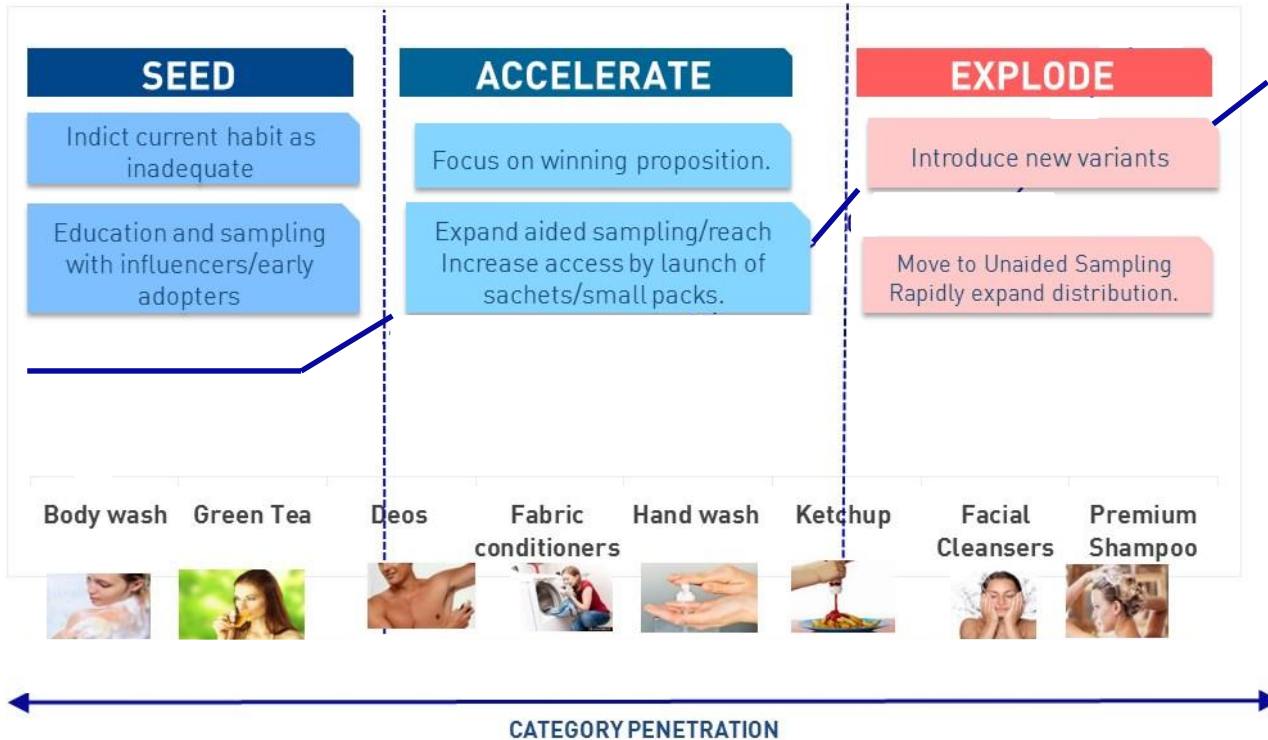 SEED
Indict current habit as
inadequate
Education and sampling
with influencers/early
adopters
ACCELERATE
Focus on winning proposition.
Expand aided sampling/reach
Increase access by launch of
sachets/small packs.
EXPLODE
Introduce new variants
Move to Unaided Sampling
Rapidly expand distribution.
Body wash
Green Tea
Deos
Fabric
conditioners
Hand wash
Ketchup
Facial
Cleansers
Premium
Shampoo
CATEGORY PENETRATION